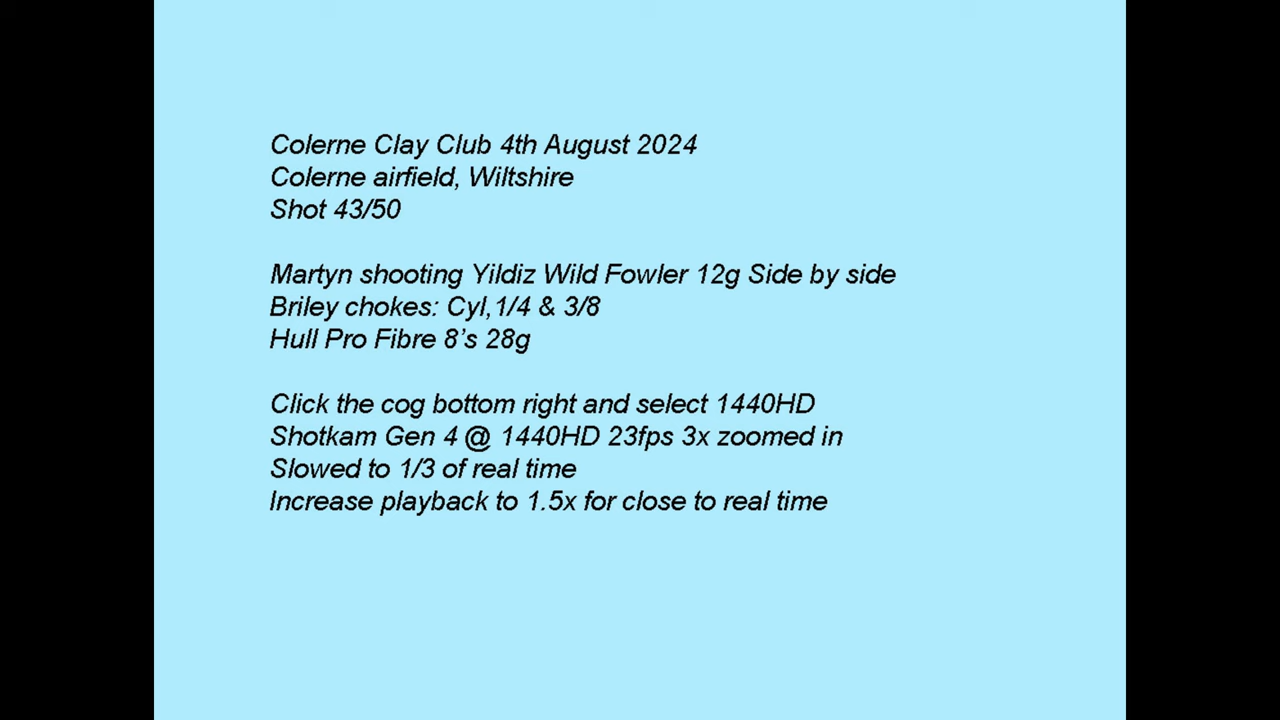 Colerne Clay Club 4th August 2024
Colerne airfield, Wiltshire
Shot 43/50
Martyn shooting Yildiz Wild Fowler 12g Side by side
Briley chokes: Cyl,1/4 & 3/8
Hull Pro Fibre 8’s 28g
Click the cog bottom right and select 1440HD
Shotkam Gen 4 @ 1440HD 23fps 3x zoomed in
Slowed to 1/3 of real time
Increase playback to 1.5x for close to real time